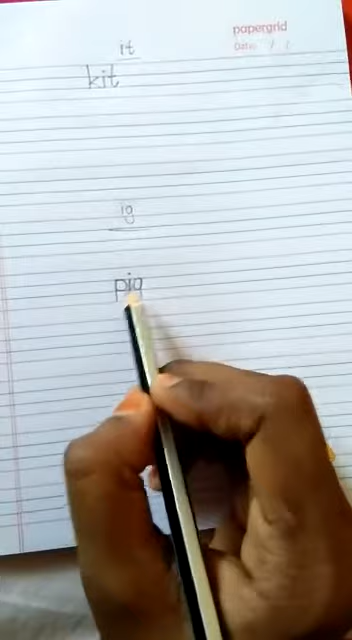 papergrid
Date: / /
it
kit
ig
pig